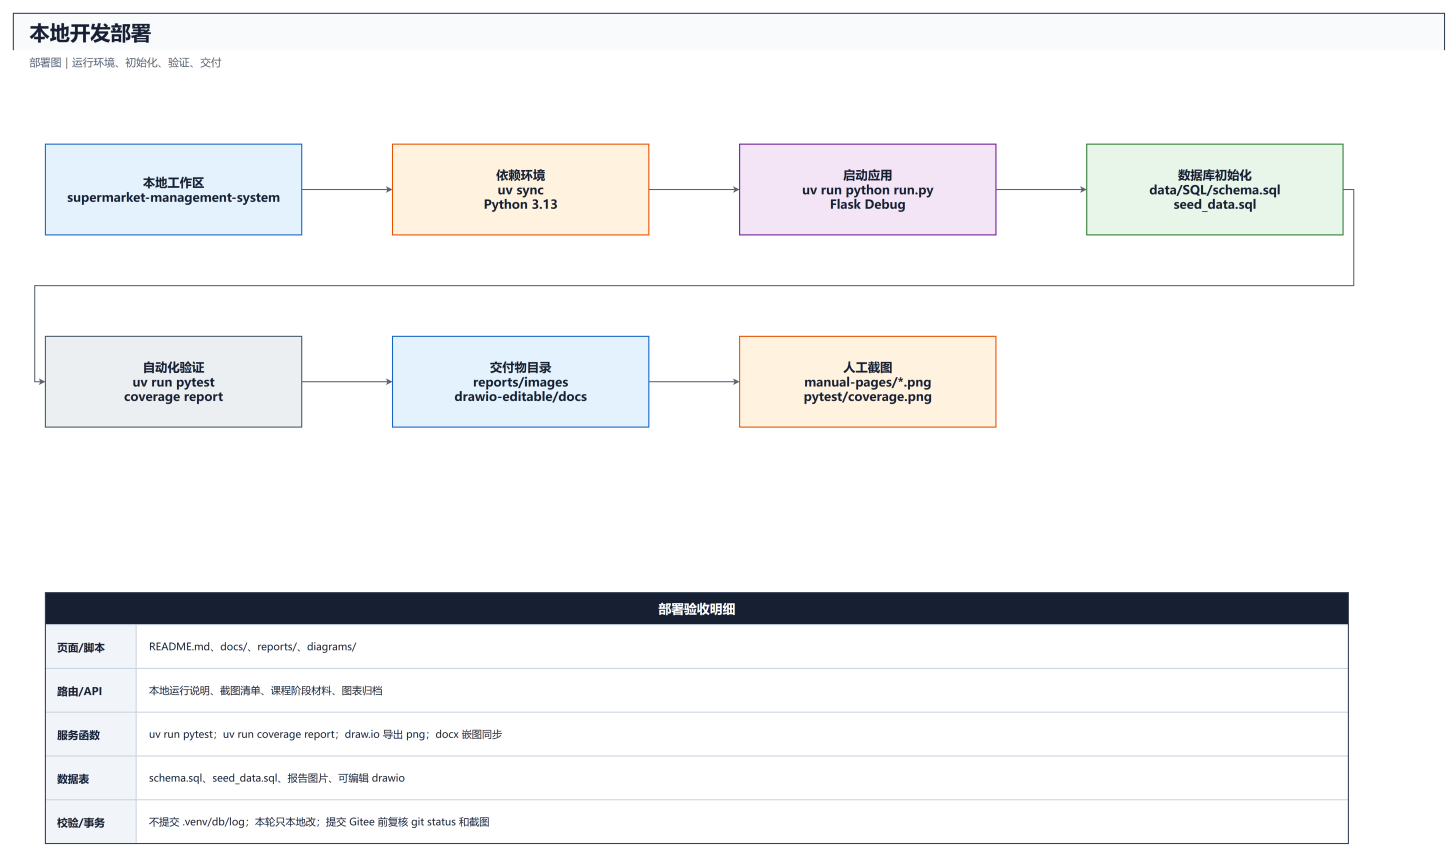 本地开发部署
部署图 | 运行环境、初始化、验证、交付
本地工作区
supermarket-management-system
依赖环境
uv sync
Python 3.13
启动应用
uv run python run.py
Flask Debug
数据库初始化
data/SQL/schema.sql
seed_data.sql
自动化验证
uv run pytest
coverage report
交付物目录
reports/images
drawio-editable/docs
人工截图
manual-pages/*.png
pytest/coverage.png
部署验收明细
页面/脚本
README.md、docs/、reports/、diagrams/
路由/API
本地运行说明、截图清单、课程阶段材料、图表归档
服务函数
uv run pytest；uv run coverage report；draw.io 导出 png；docx 嵌图同步
数据表
schema.sql、seed_data.sql、报告图片、可编辑 drawio
校验/事务
不提交 .venv/db/log；本轮只本地改；提交 Gitee 前复核 git status 和截图